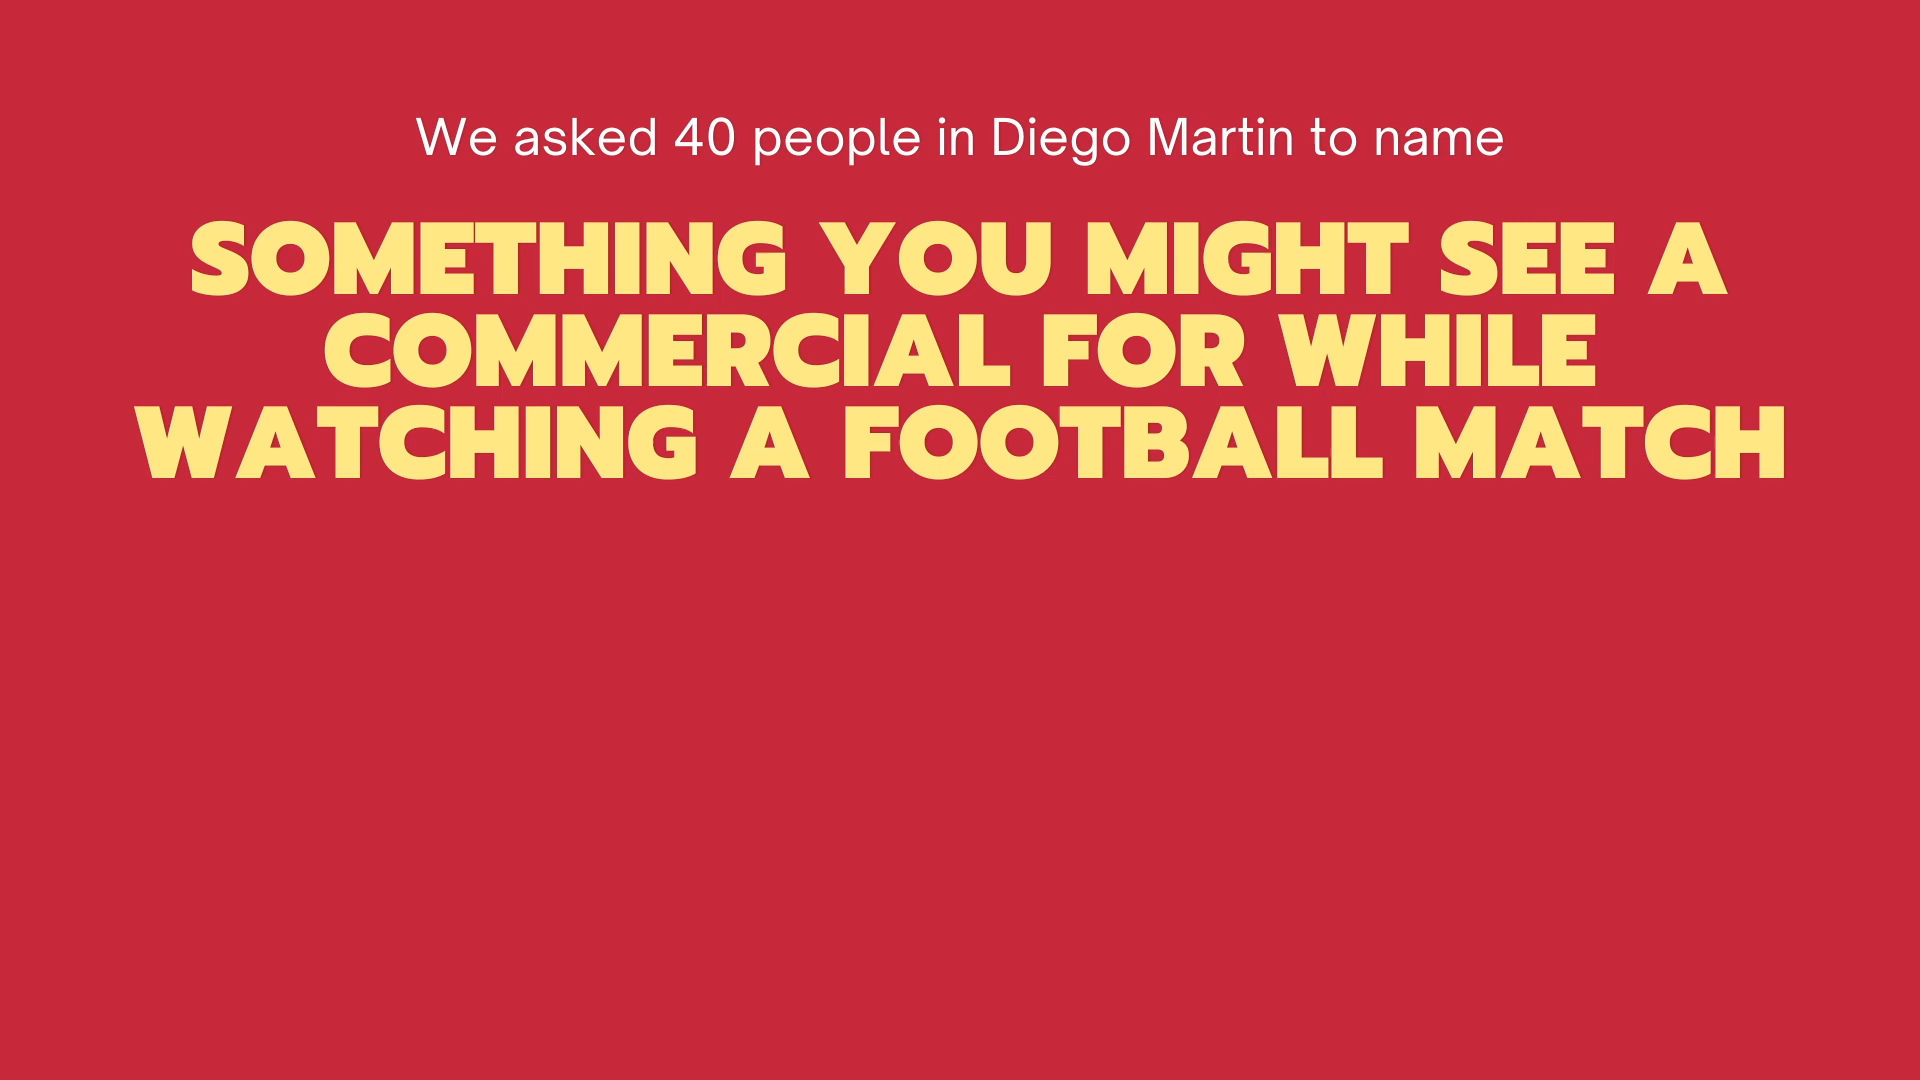 We asked 40 people in Diego Martin to name
SOMETHING YOU MIGHT SEE A
COMMERCIAL FOR WHILE
WATCHING A FOOTBALL MATCH